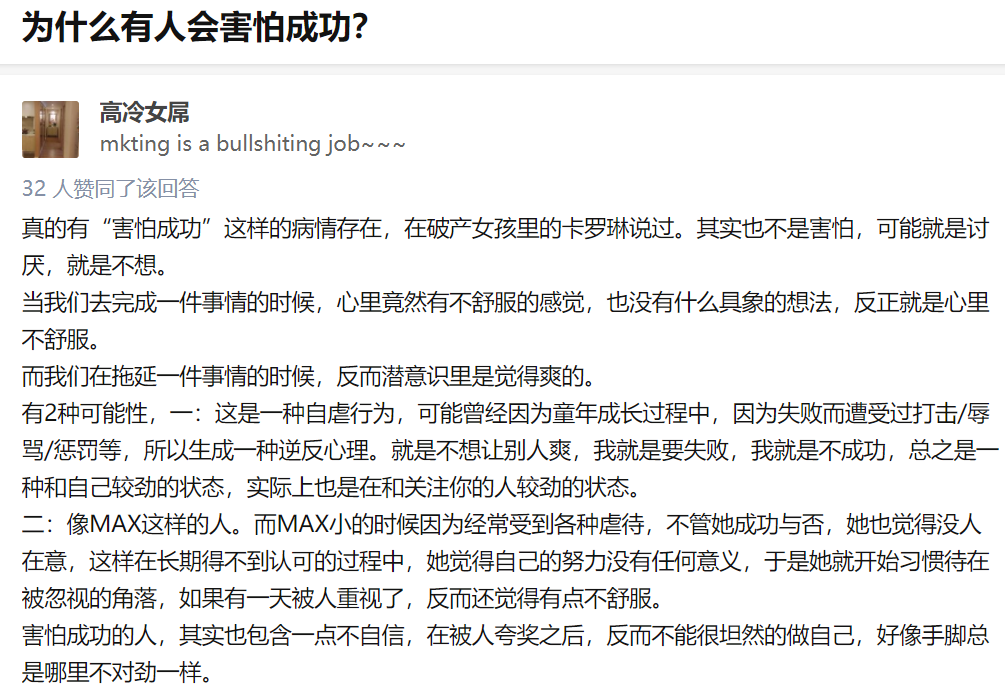 为什么有人会害怕成功?
高冷女屌
mkting is a bullshiting job~~~
32 人赞同了该回答
真的有“害怕成功”这样的病情存在，在破产女孩里的卡罗琳说过。其实也不是害怕，可能就是讨
厌，就是不想。
当我们去完成一件事情的时候，心里竟然有不舒服的感觉，也没有什么具象的想法，反正就是心里
不舒服。
而我们在拖延一件事情的时候，反而潜意识里是觉得爽的。
有2种可能性，一：这是一种自虐行为，可能曾经因为童年成长过程中，因为失败而遭受过打击/辱
骂/惩罚等，所以生成一种逆反心理。就是不想让别人爽，我就是要失败，我就是不成功，总之是一
种和自己较劲的状态，实际上也是在和关注你的人较劲的状态。
二：像MAX这样的人。而MAX小的时候因为经常受到各种虐待，不管她成功与否，她也觉得没人
在意，这样在长期得不到认可的过程中，她觉得自己的努力没有任何意义，于是她就开始习惯待在
被忽视的角落，如果有一天被人重视了，反而还觉得有点不舒服。
害怕成功的人，其实也包含一点不自信，在被人夸奖之后，反而不能很坦然的做自己，好像手脚总
是哪里不对劲一样。